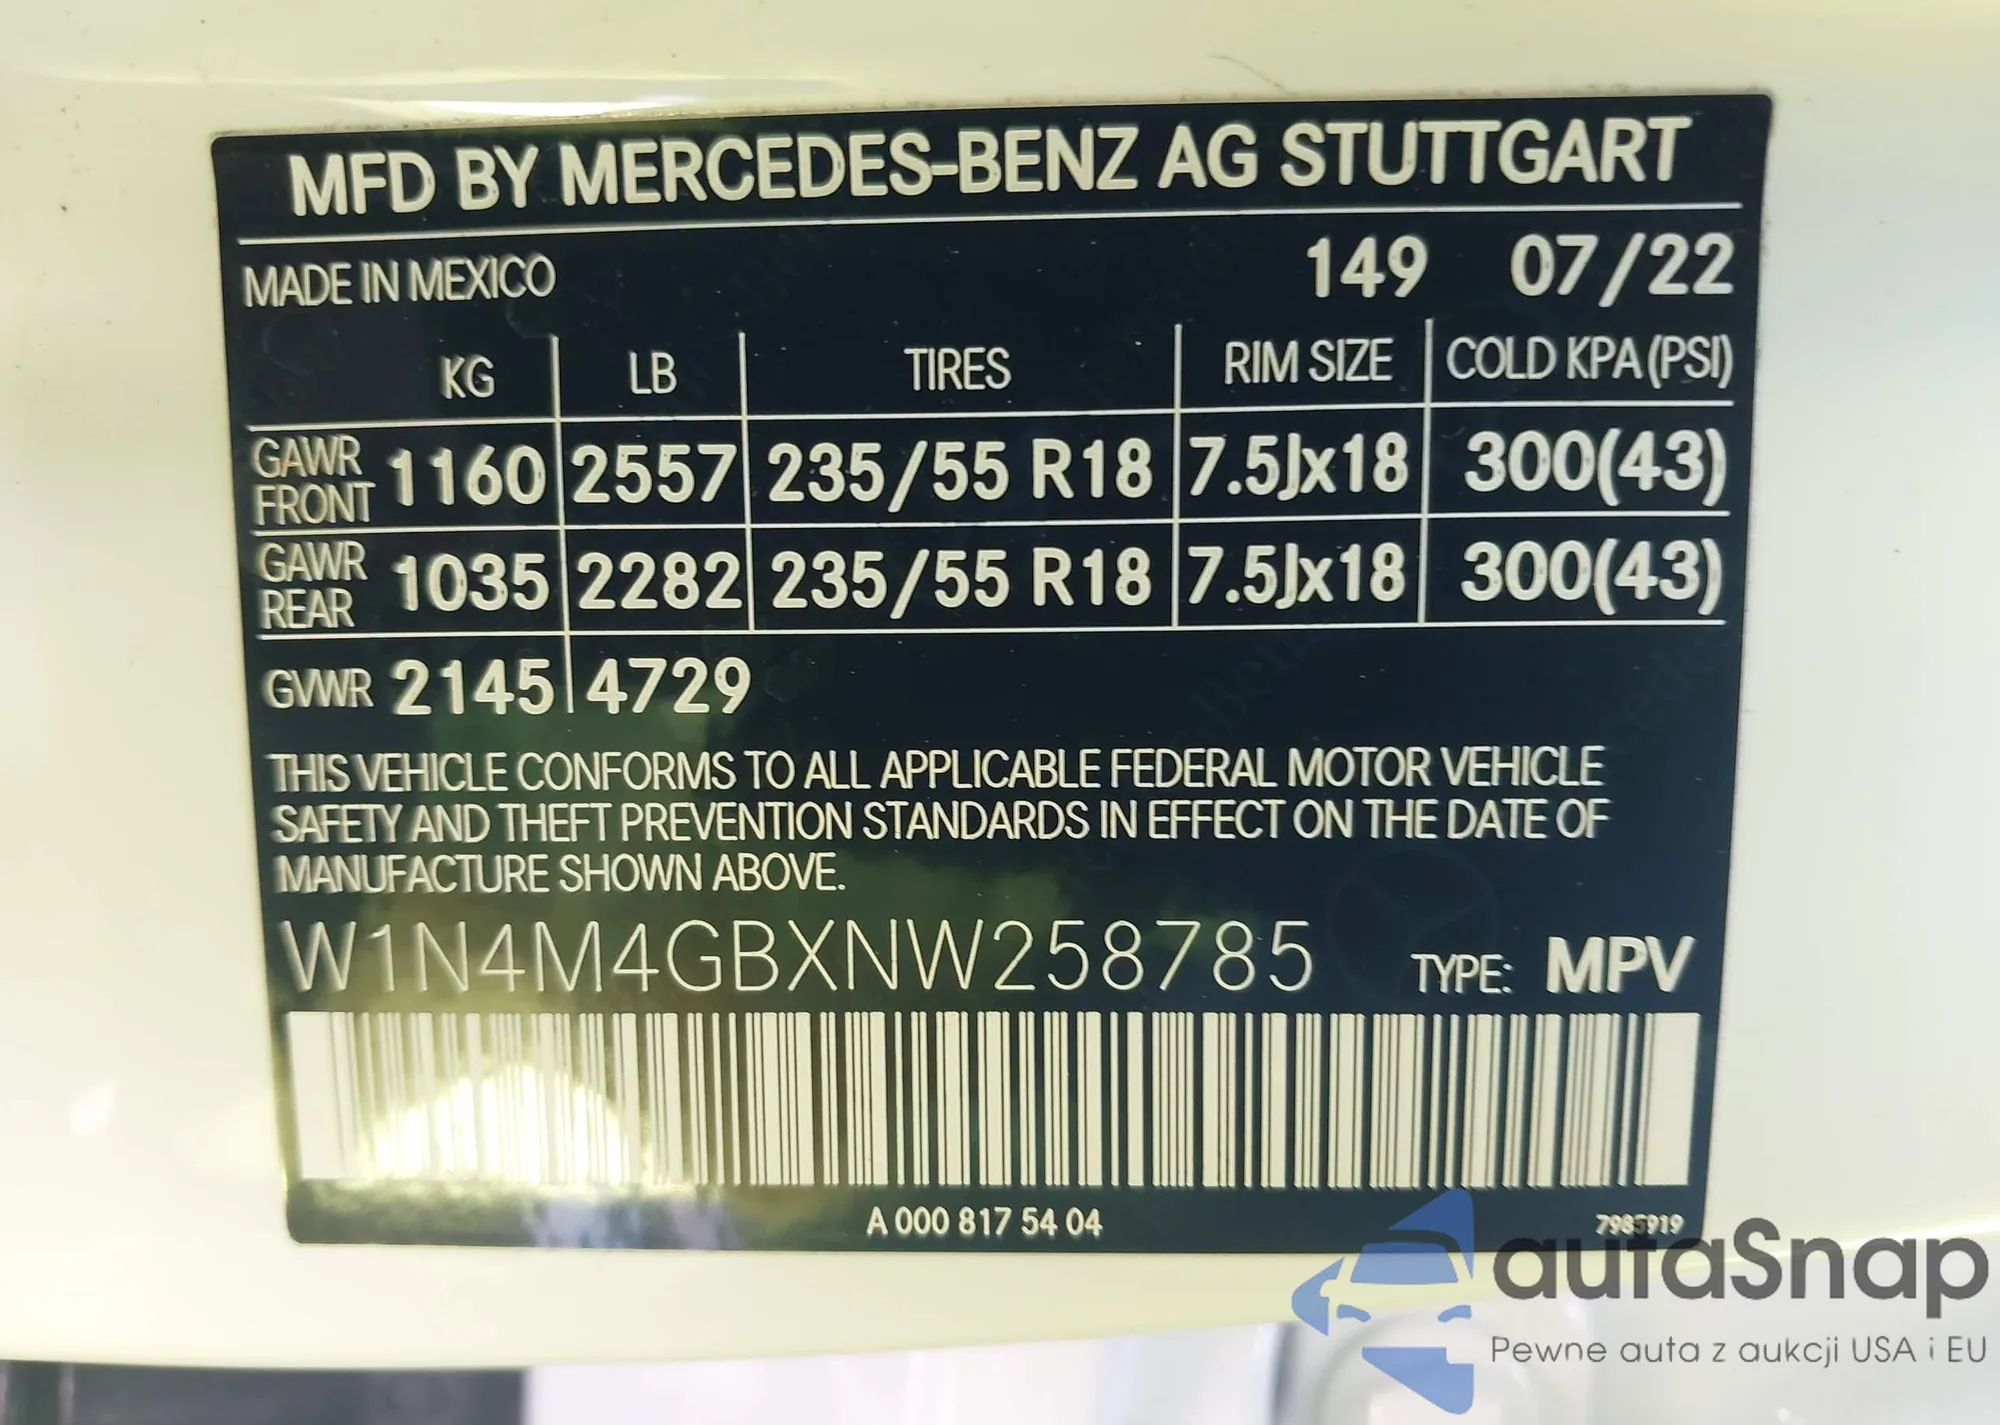 MFD BY MERCEDES-BENZ AG STUTTGART
MADE IN MEXICO 149 07/22
KG LB TIRES RIM SIZE COLD KPA(PSI)
GAWR FRONT 1160 2557 235/55 R18 7.5Jx18 300(43)
GAWR REAR 1035 2282 235/55 R18 7.5Jx18 300(43)
GVWR 2145 4729
THIS VEHICLE CONFORMS TO ALL APPLICABLE FEDERAL MOTOR VEHICLE
SAFETY AND THEFT PREVENTION STANDARDS IN EFFECT ON THE DATE OF
MANUFACTURE SHOWN ABOVE.
W1N4M4GBXNW258785 TYPE: MPV
A 000 817 54 04 7985919
autaSnap
Pewne auta z aukcji USA i EU